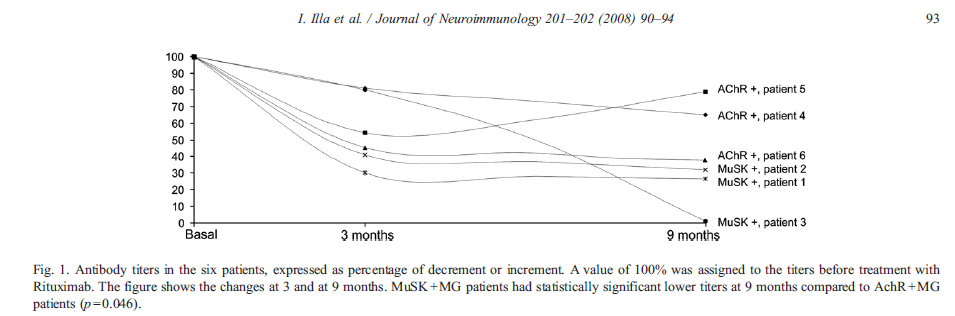 I. Illa et al. / Journal of Neuroimmunology 201–202 (2008) 90–94
93
100
90
80
70
60
50
40
30
20
10
0
Basal
3 months
9 months
AChR +, patient 5
AChR +, patient 4
AChR +, patient 6
MuSK +, patient 2
MuSK +, patient 1
MuSK +, patient 3
Fig. 1. Antibody titers in the six patients, expressed as percentage of decrement or increment. A value of 100% was assigned to the titers before treatment with
Rituximab. The figure shows the changes at 3 and at 9 months. MuSK+MG patients had statistically significant lower titers at 9 months compared to AChR+MG
patients (p=0.046).